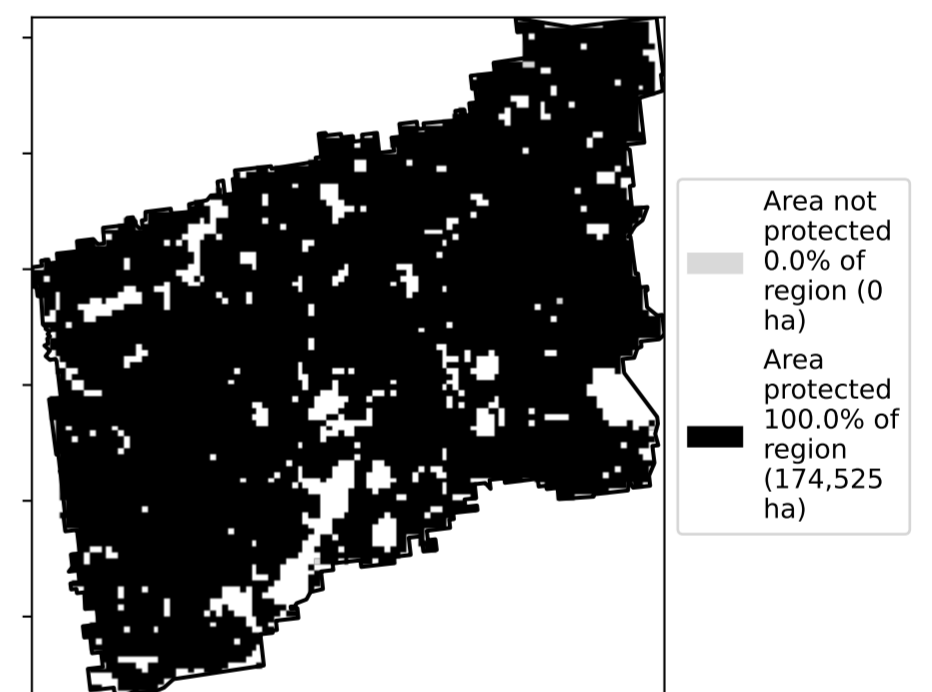 Area not
protected
0.0% of
region (0
ha)
Area
protected
100.0% of
region
(174,525
ha)